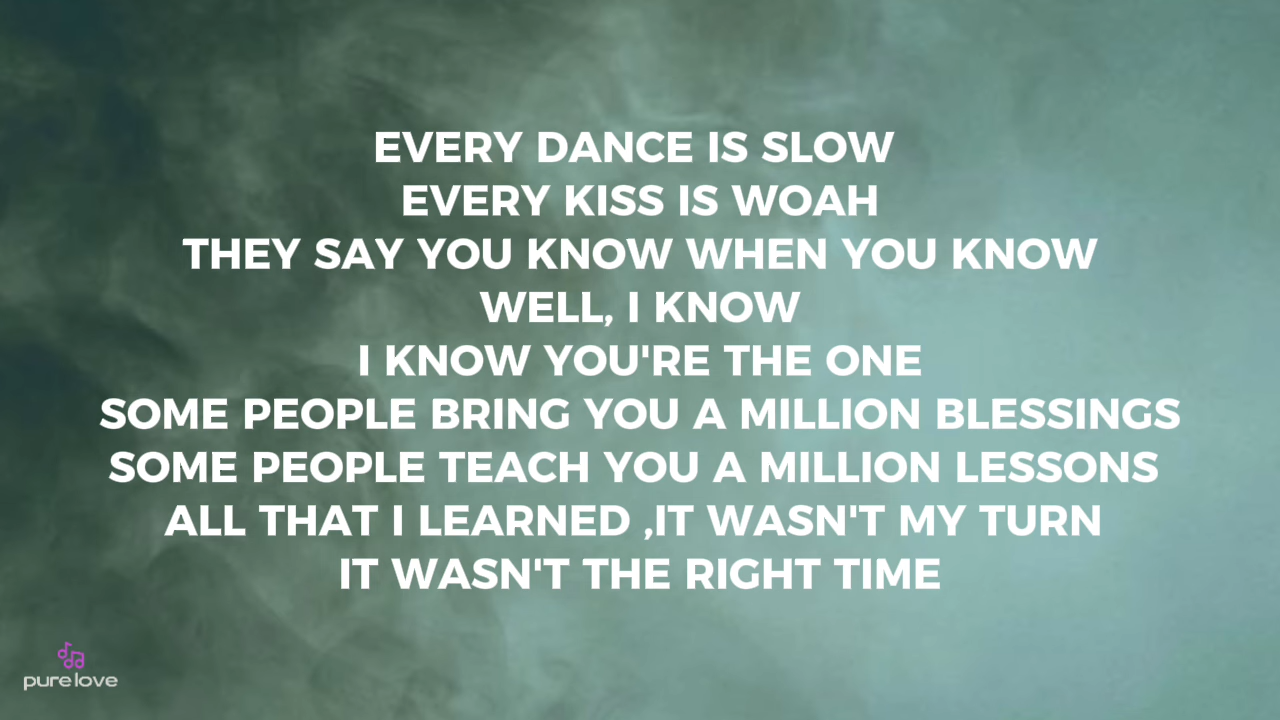 EVERY DANCE IS SLOW
EVERY KISS IS WOAH
THEY SAY YOU KNOW WHEN YOU KNOW
WELL, I KNOW
I KNOW YOU'RE THE ONE
SOME PEOPLE BRING YOU A MILLION BLESSINGS
SOME PEOPLE TEACH YOU A MILLION LESSONS
ALL THAT I LEARNED ,IT WASN'T MY TURN
IT WASN'T THE RIGHT TIME
pure love